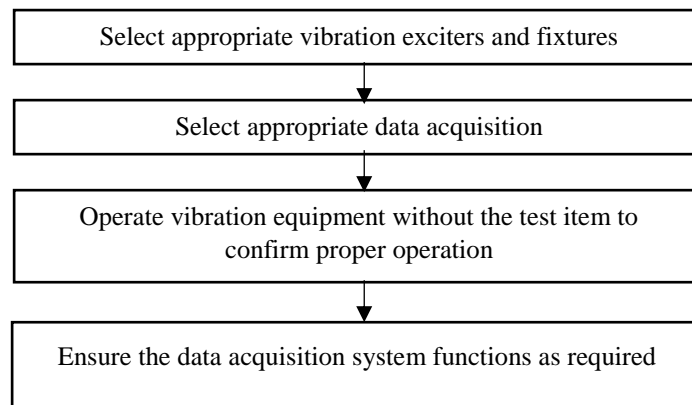 Select appropriate vibration exciters and fixtures
Select appropriate data acquisition
Operate vibration equipment without the test item to
confirm proper operation
Ensure the data acquisition system functions as required